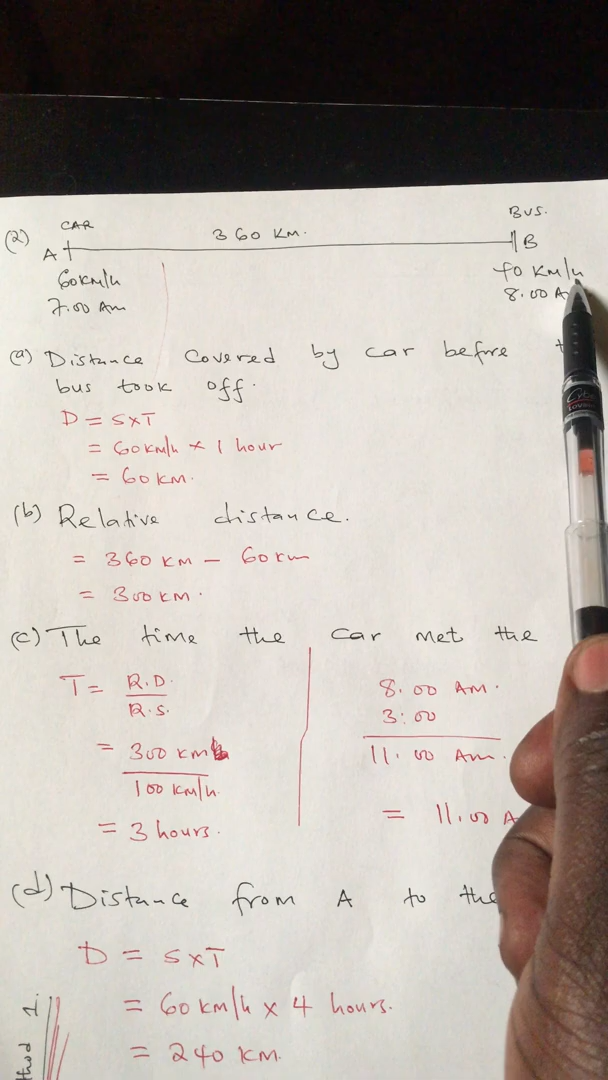 CAR
BUS.
(2)
360 KM.
A
B
60KM/h
40 KM/h
7.00 Am
8.00 A
(a) Distance Covered by car before
bus took off.
D = S×T
= 60KM/h × 1 hour
= 60 KM.
(b) Relative distance.
= 360 KM - 60 KM
= 300 KM.
(c) The time the car met the
T = R.D.
R.S.
= 300 KM
100 KM/h.
= 3 hours.
8.00 AM.
3:00
11.00 Am.
= 11.00 A
(d) Distance from A to the
D = S×T
= 60 KM/h × 4 hours.
= 240 KM.